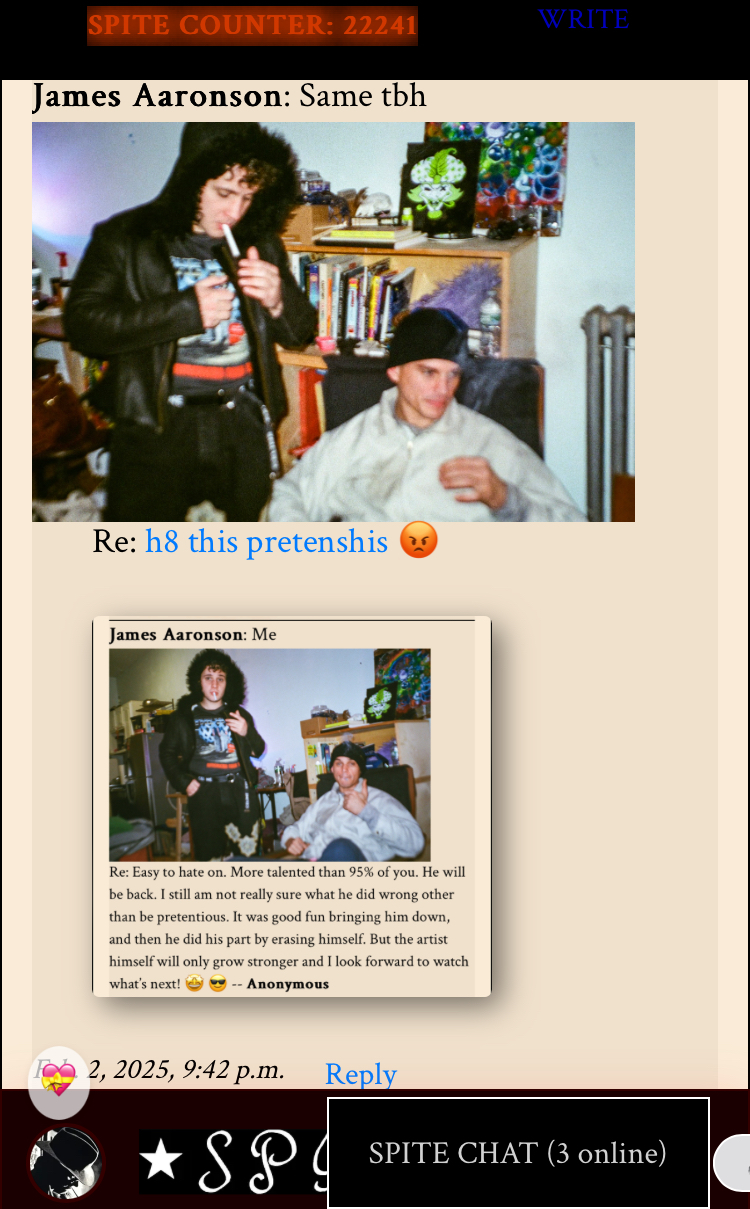 SPITE COUNTER: 22241
WRITE
James Aaronson: Same tbh
Re: h8 this pretenshis 😡
James Aaronson: Me
Re: Easy to hate on. More talented than 95% of you. He will
be back. I still am not really sure what he did wrong other
than be pretentious. It was good fun bringing him down,
and then he did his part by erasing himself. But the artist
himself will only grow stronger and I look forward to watch
what's next! 🤩 😎 -- Anonymous
2, 2025, 9:42 p.m.
Reply
★ SP
SPITE CHAT (3 online)